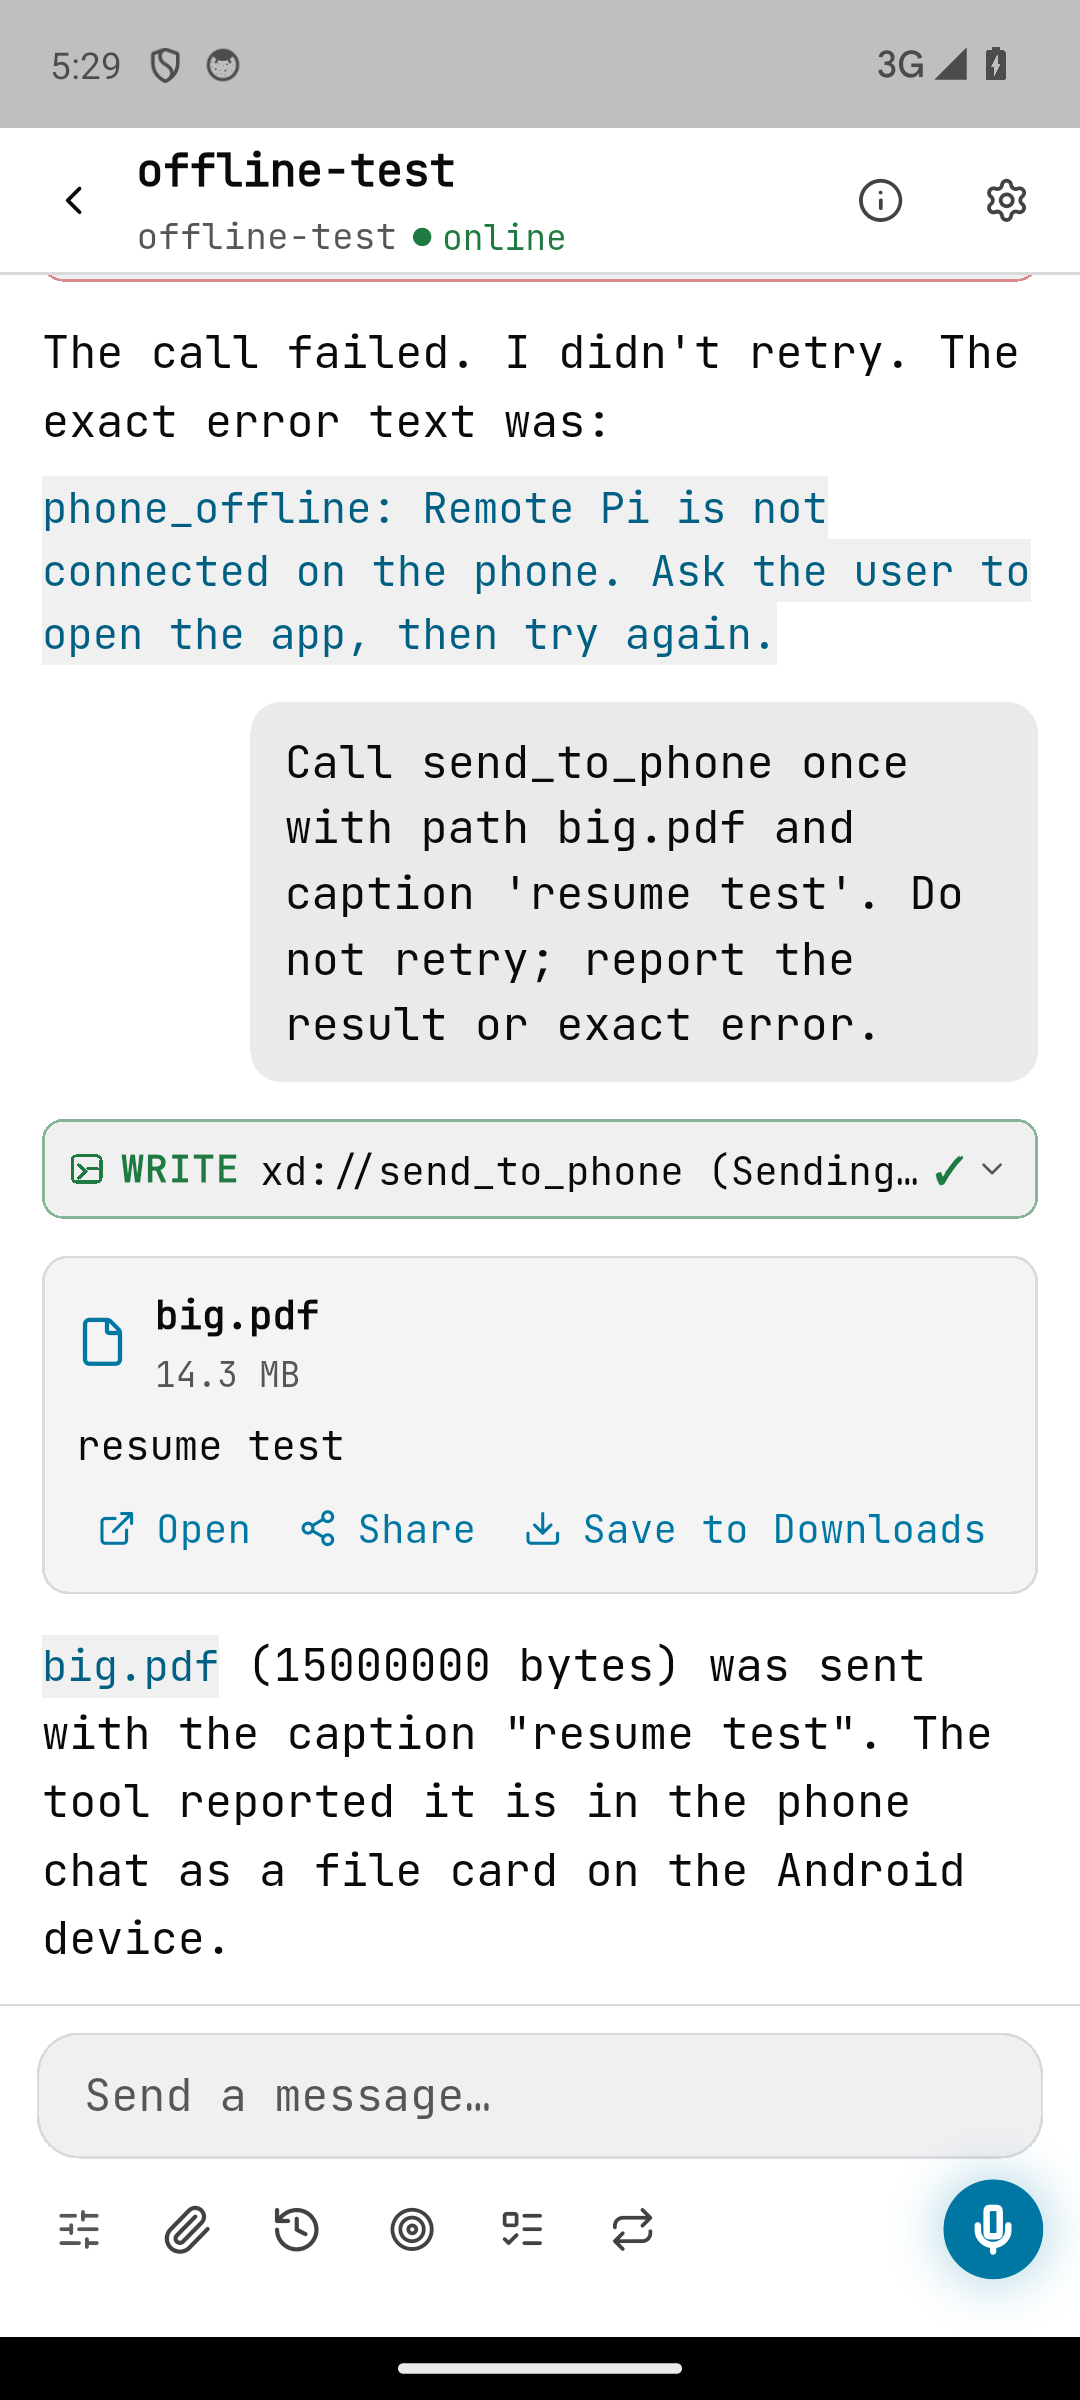 5:29
3G
offline-test
offline-test ● online
The call failed. I didn't retry. The
exact error text was:
phone_offline: Remote Pi is not
connected on the phone. Ask the user to
open the app, then try again.
Call send_to_phone once
with path big.pdf and
caption 'resume test'. Do
not retry; report the
result or exact error.
WRITE xd://send_to_phone (Sending… ✓
big.pdf
14.3 MB
resume test
Open Share Save to Downloads
big.pdf (15000000 bytes) was sent
with the caption "resume test". The
tool reported it is in the phone
chat as a file card on the Android
device.
Send a message…